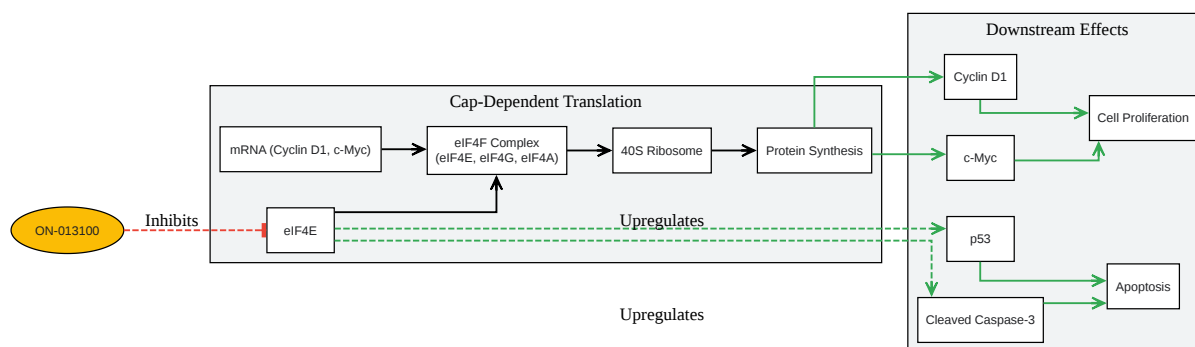 Downstream Effects
Cyclin D1
Cap-Dependent Translation
Cell Proliferation
mRNA (Cyclin D1, c-Myc)
eIF4F Complex
(eIF4E, eIF4G, eIF4A)
40S Ribosome
Protein Synthesis
c-Myc
ON-013100
Inhibits
eIF4E
Upregulates
p53
Apoptosis
Upregulates
Cleaved Caspase-3